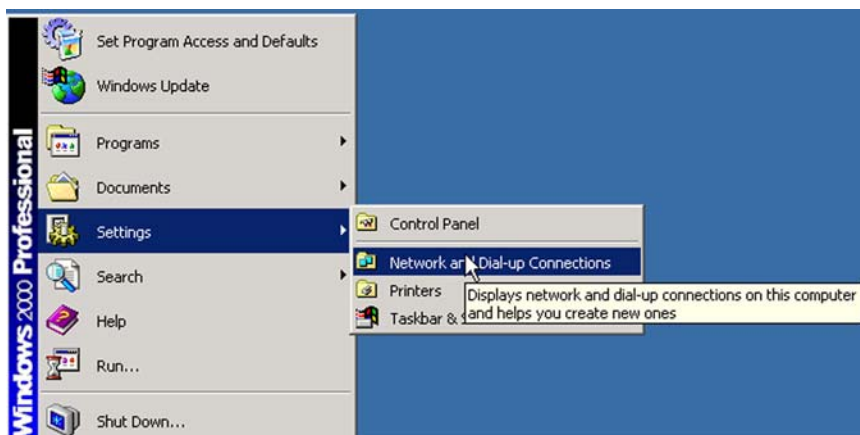 Windows 2000 Professional
Set Program Access and Defaults
Windows Update
Programs
Documents
Settings
Search
Help
Run...
Shut Down...
Control Panel
Network and Dial-up Connections
Printers
Taskbar &
Displays network and dial-up connections on this computer
and helps you create new ones